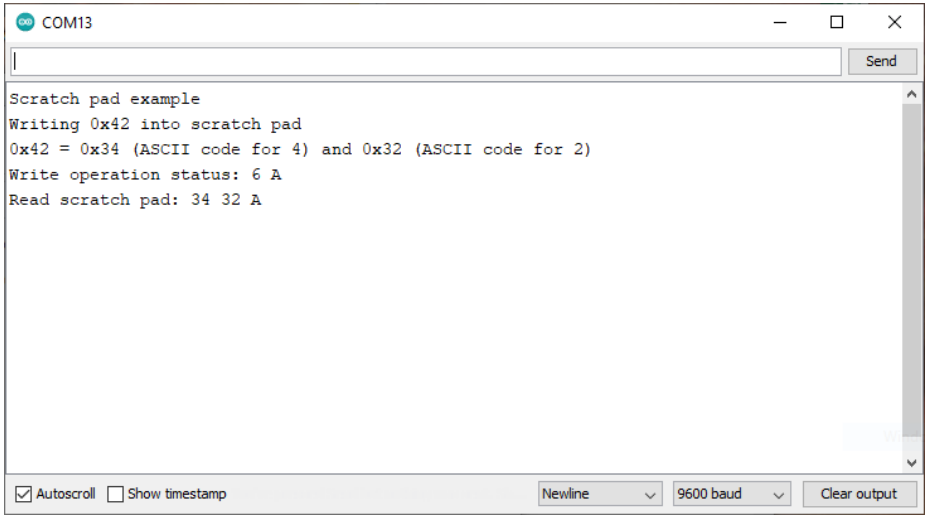 COM13
Send
Scratch pad example
Writing 0x42 into scratch pad
0x42 = 0x34 (ASCII code for 4) and 0x32 (ASCII code for 2)
Write operation status: 6 A
Read scratch pad: 34 32 A
Autoscroll Show timestamp Newline 9600 baud Clear output